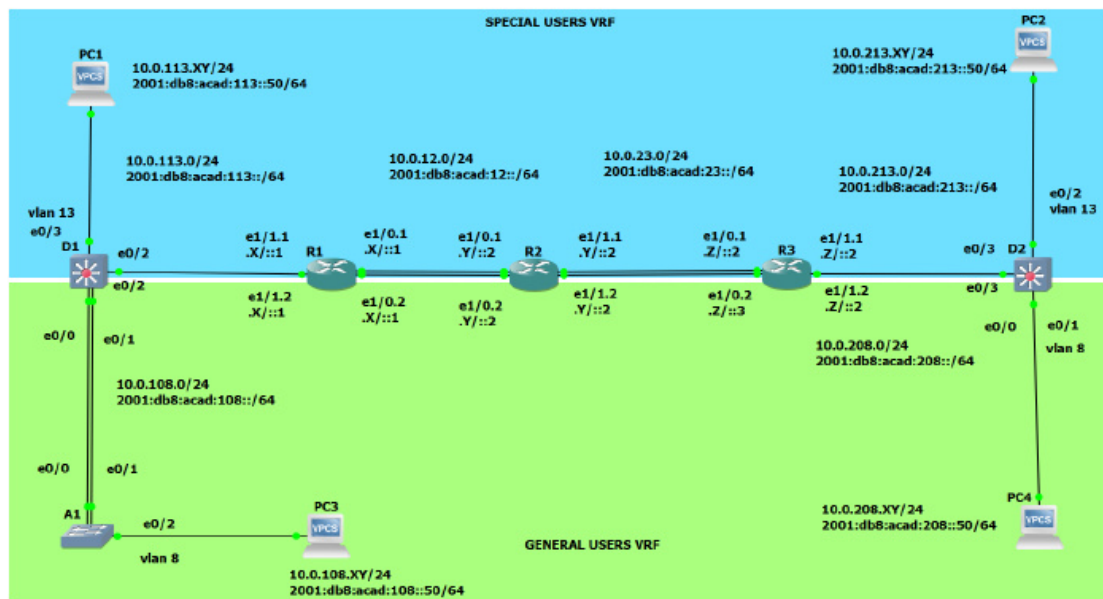 SPECIAL USERS VRF
PC1
VPCS
10.0.113.XY/24
2001:db8:acad:113::50/64
PC2
VPCS
10.0.213.XY/24
2001:db8:acad:213::50/64
10.0.113.0/24
2001:db8:acad:113::/64
10.0.12.0/24
2001:db8:acad:12::/64
10.0.23.0/24
2001:db8:acad:23::/64
10.0.213.0/24
2001:db8:acad:213::/64
e0/2
vlan 13
vlan 13
e0/3
D1
e0/2
e1/1.1
.X/::1
R1
e1/0.1
.X/::1
e1/0.1
.Y/::2
R2
e1/1.1
.Y/::2
e1/0.1
.Z/::2
R3
e1/1.1
.Z/::2
e0/3
D2
e0/2
e1/1.2
.X/::1
e1/0.2
.X/::1
e1/0.2
.Y/::2
e1/1.2
.Y/::2
e1/0.2
.Z/::3
e1/1.2
.Z/::2
e0/3
e0/0
e0/1
vlan 8
e0/0
e0/1
10.0.208.0/24
2001:db8:acad:208::/64
10.0.108.0/24
2001:db8:acad:108::/64
e0/0
e0/1
A1
e0/2
vlan 8
PC3
VPCS
10.0.108.XY/24
2001:db8:acad:108::50/64
PC4
VPCS
10.0.208.XY/24
2001:db8:acad:208::50/64
GENERAL USERS VRF